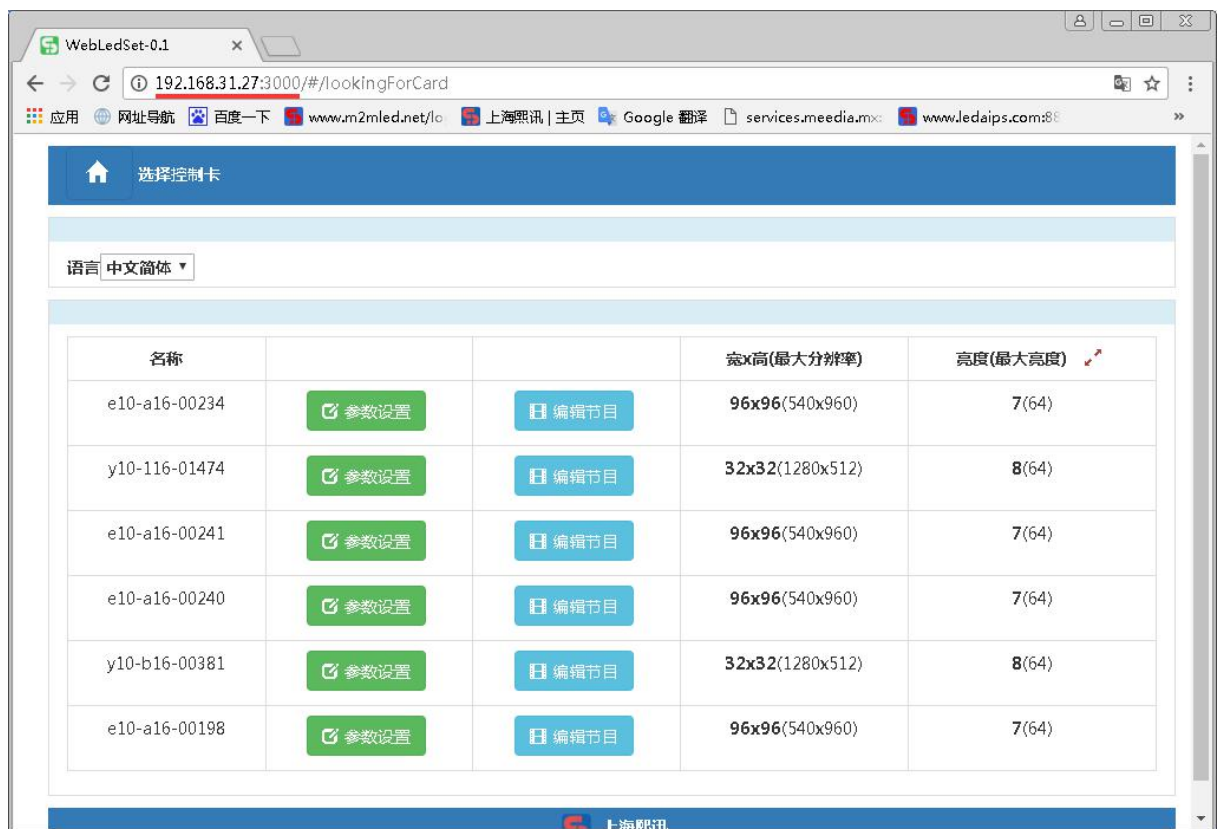 WebLedSet-0.1
192.168.31.27:3000/#/lookingForCard
应用 网址导航 百度一下 www.m2mled.net/lo 上海熙讯 | 主页 Google 翻译 services.meedia.mx: www.ledaips.com:88 »
选择控制卡
语言 中文简体
名称 宽x高(最大分辨率) 亮度(最大亮度)
e10-a16-00234 参数设置 编辑节目 96x96(540x960) 7(64)
y10-116-01474 参数设置 编辑节目 32x32(1280x512) 8(64)
e10-a16-00241 参数设置 编辑节目 96x96(540x960) 7(64)
e10-a16-00240 参数设置 编辑节目 96x96(540x960) 7(64)
y10-b16-00381 参数设置 编辑节目 32x32(1280x512) 8(64)
e10-a16-00198 参数设置 编辑节目 96x96(540x960) 7(64)
上海熙讯